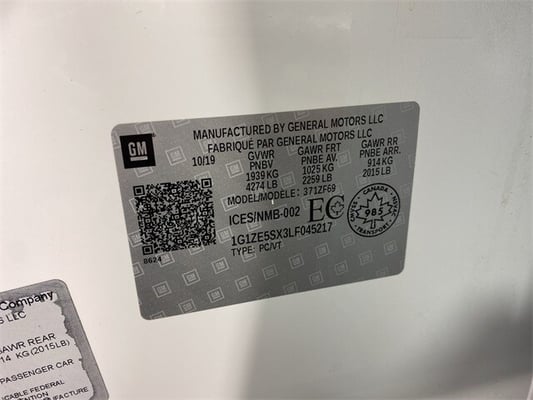 GM
MANUFACTURED BY GENERAL MOTORS LLC
FABRIQUÉ PAR GENERAL MOTORS LLC
10/19
GVWR GAWR FRT GAWR RR
PNBV PNBE AV. PNBE ARR.
1939 KG 1025 KG 914 KG
4274 LB 2259 LB 2015 LB
MODEL/MODÈLE: 371ZF69
ICES/NMB-002 EC
CANADA
985
TRANSPORT
1G1ZE5SX3LF045217
TYPE: PC/VT
8624
Company
LLC
GAWR REAR
14 KG (2015LB)
PASSENGER CAR
ICABLE FEDERAL
NTION
NUFACTURE